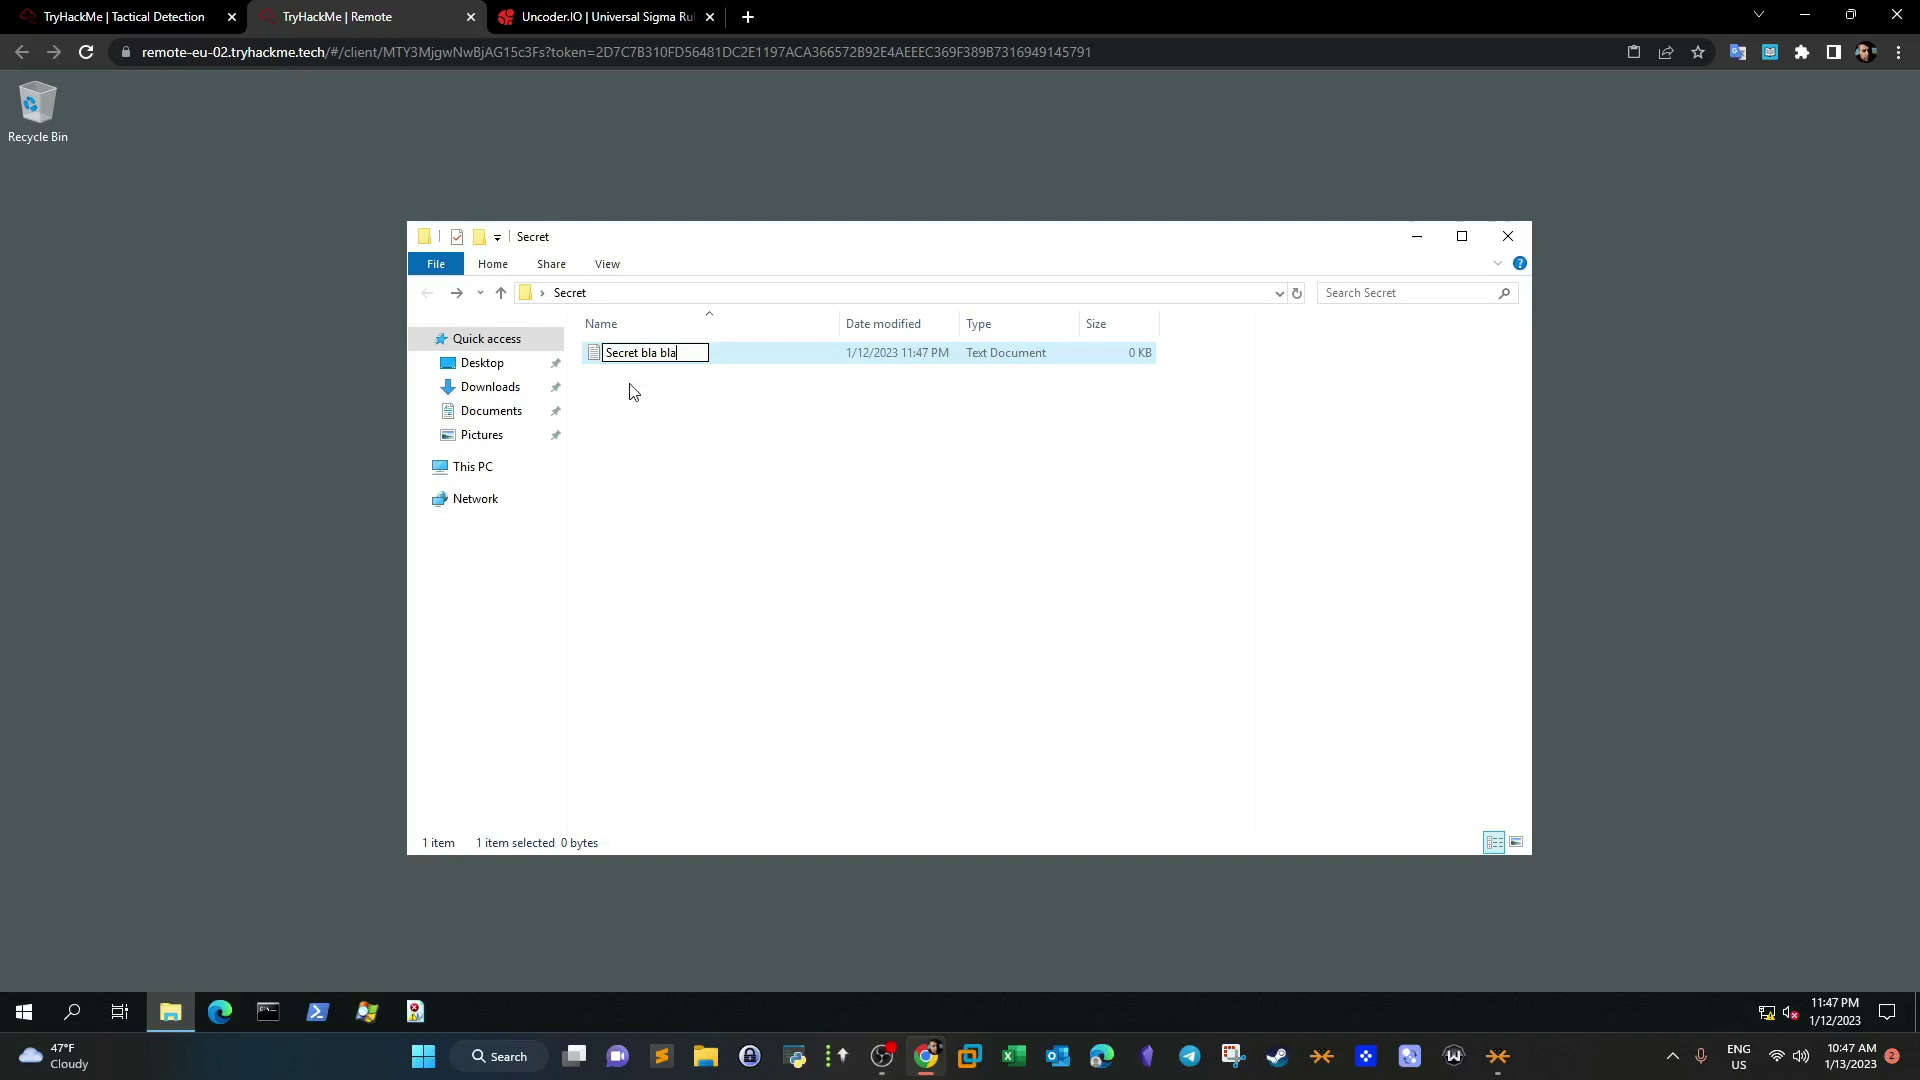 TryHackMe | Tactical Detection
TryHackMe | Remote
Uncoder.IO | Universal Sigma Ru
remote-eu-02.tryhackme.tech/#/client/MTY3MjgwNwBjAG15c3Fs?token=2D7C7B310FD56481DC2E1197ACA366572B92E4AEEEC369F389B7316949145791
Recycle Bin
Secret
File Home Share View
Secret
Search Secret
Name Date modified Type Size
Secret bla bla 1/12/2023 11:47 PM Text Document 0 KB
Quick access
Desktop
Downloads
Documents
Pictures
This PC
Network
1 item 1 item selected 0 bytes
11:47 PM
1/12/2023
47°F
Cloudy
Search
ENG
US
10:47 AM
1/13/2023
2